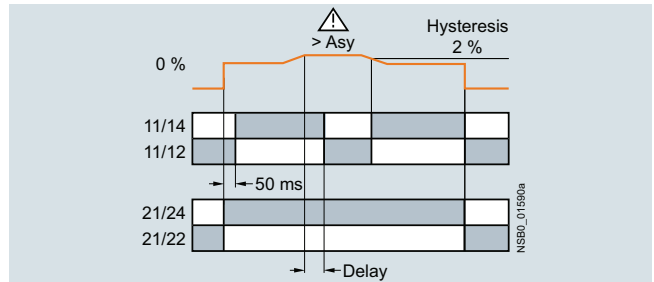 Hysteresis
> Asy
2 %
0 %
11/14
11/12
50 ms
21/24
21/22
Delay
NSB0_01590a